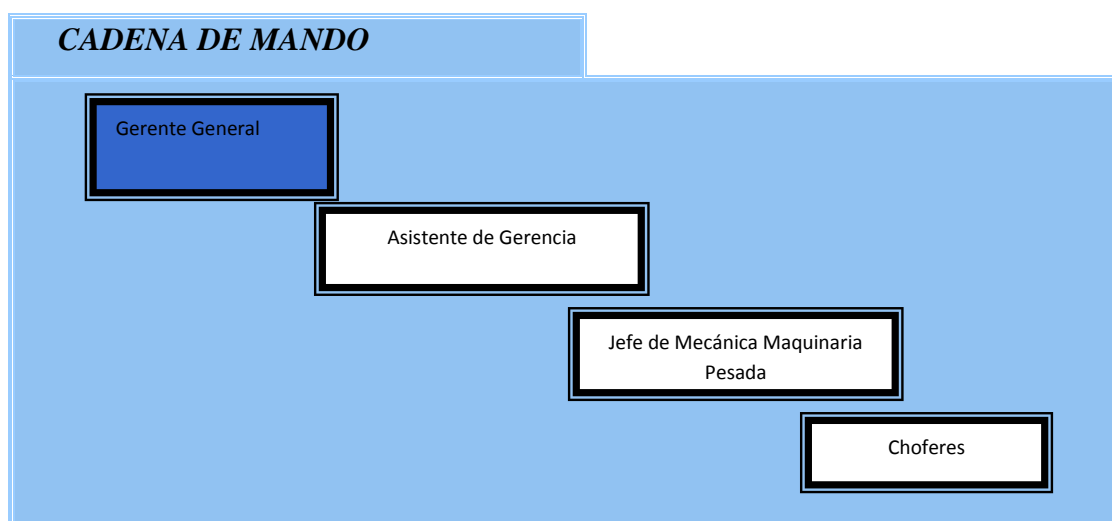 CADENA DE MANDO
Gerente General
Asistente de Gerencia
Jefe de Mecánica Maquinaria
Pesada
Choferes